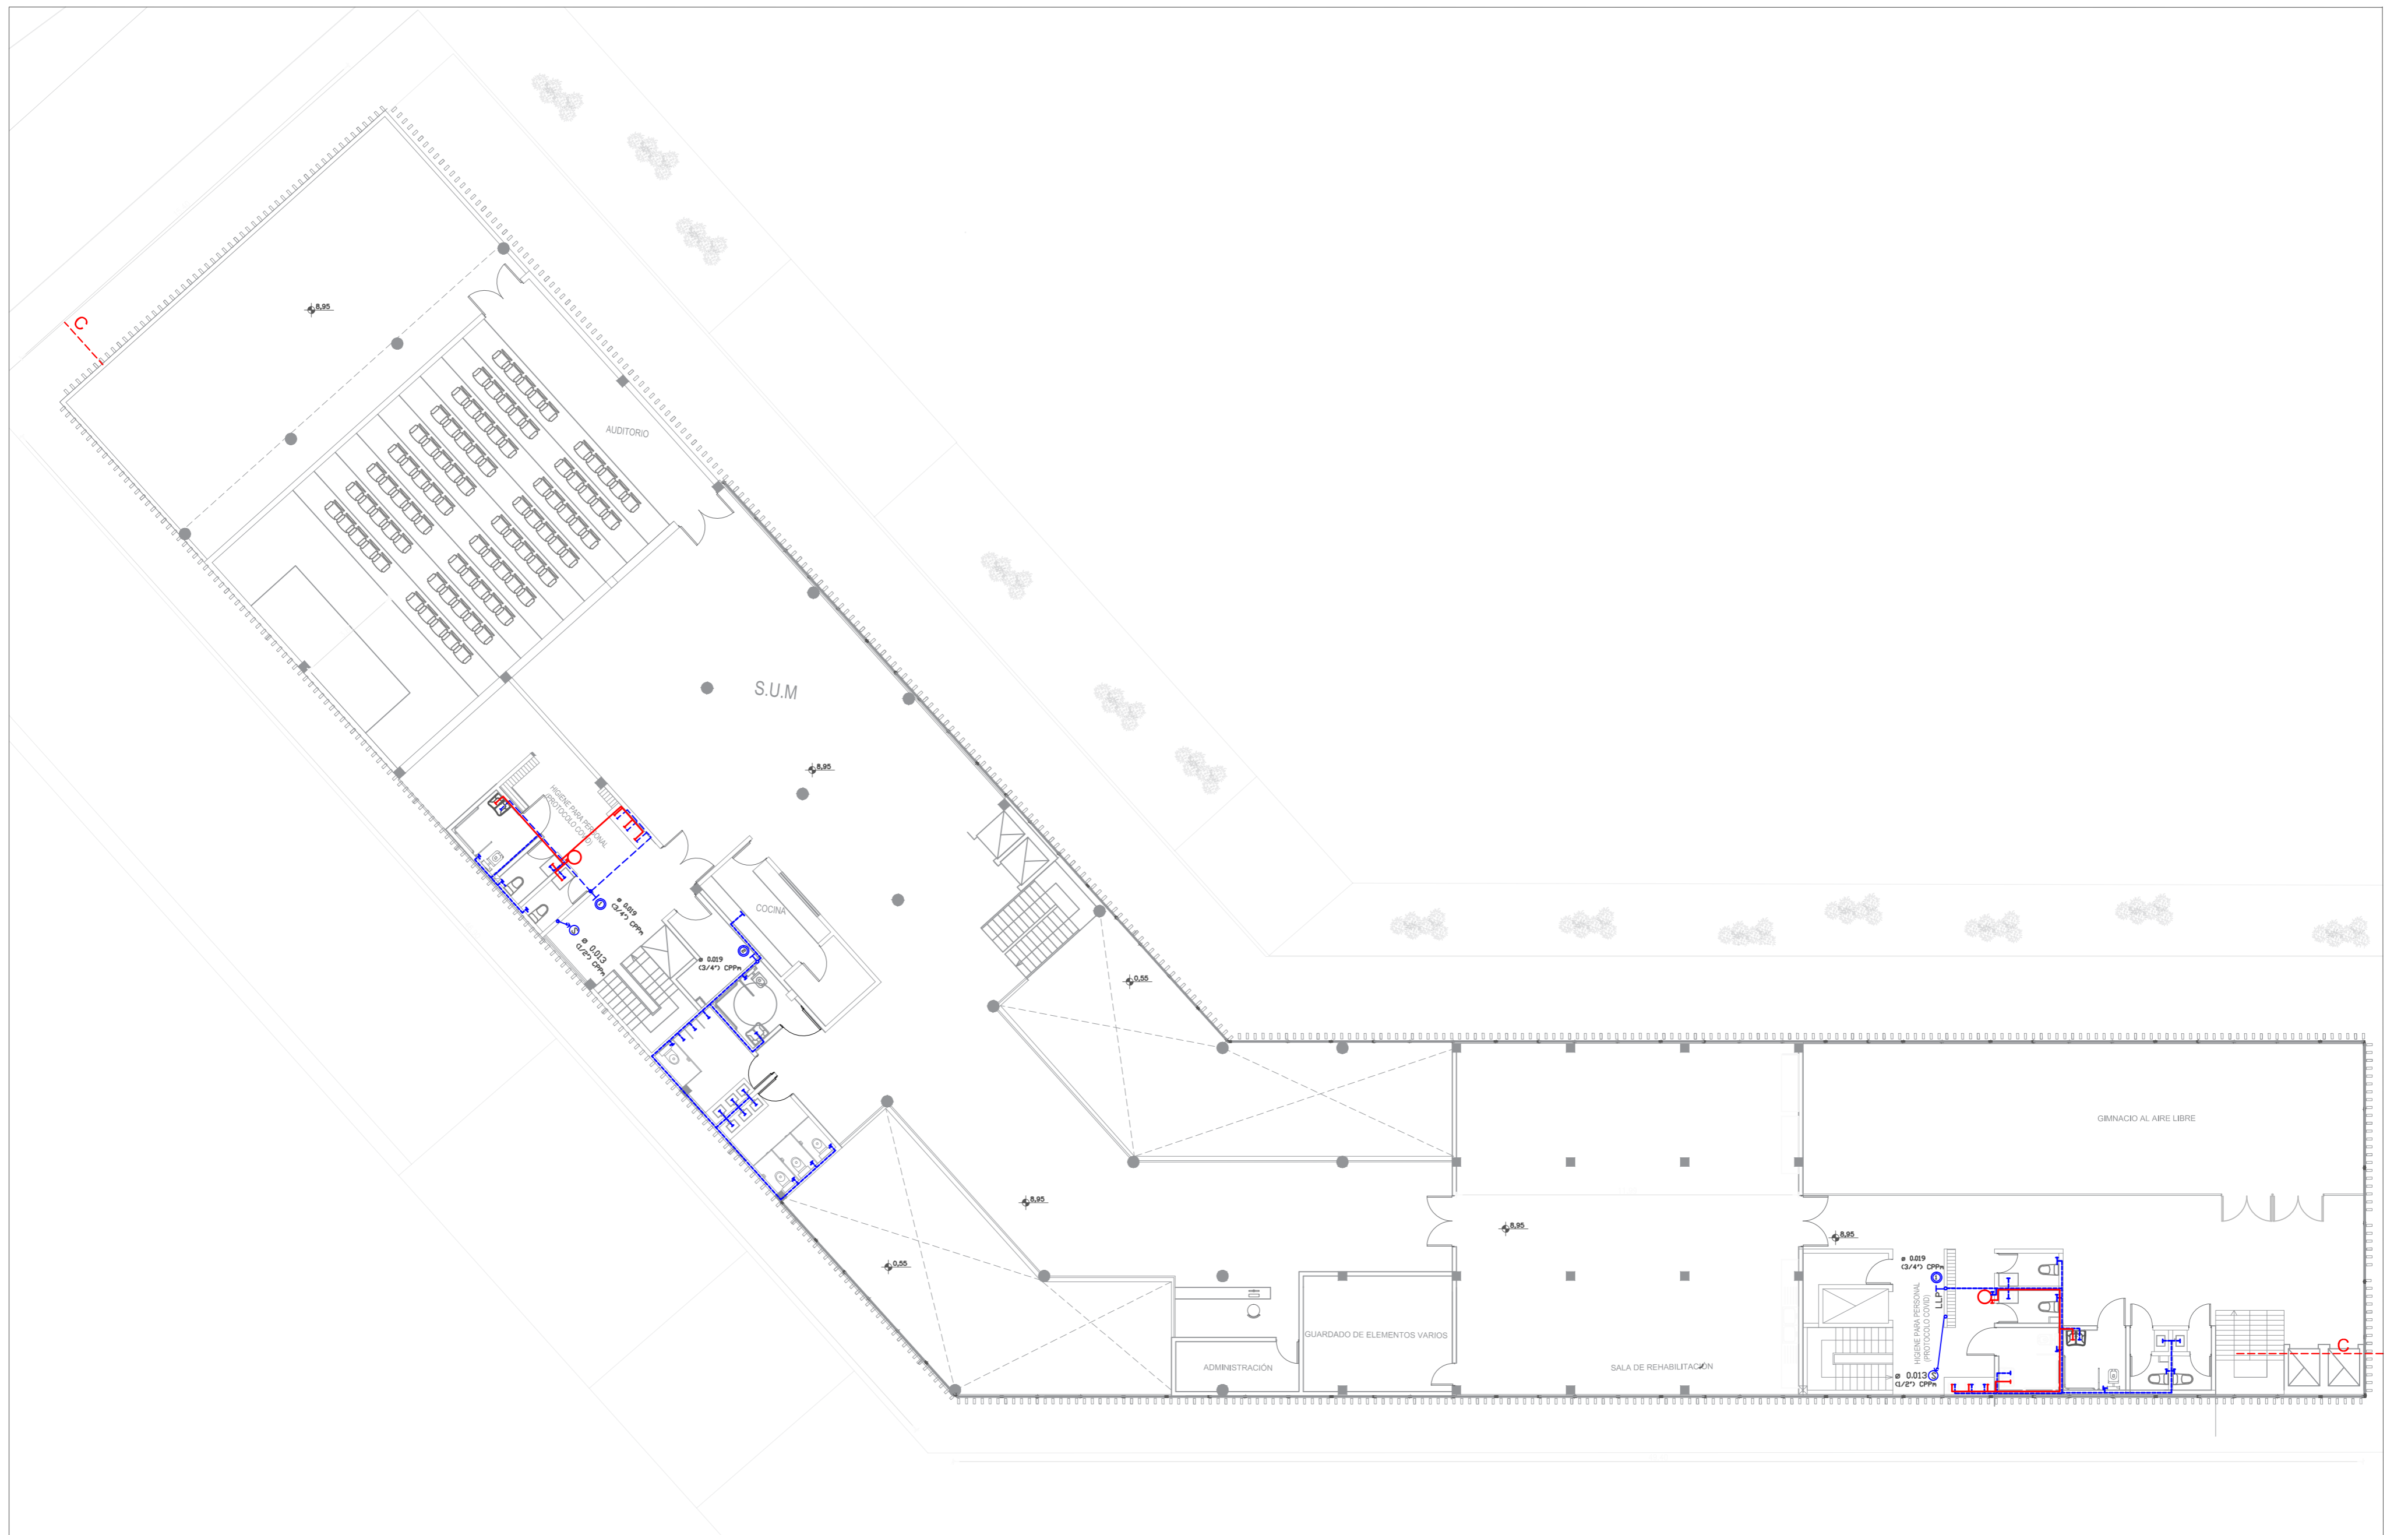 C
8,95
AUDITORIO
S.U.M
8,95
HIGIENE PARA PERSONAL
(PROTOCOLO COVID)
ø 0.019
(3/4") CPPm
S
ø 0.013
(1/2") CPPm
COCINA
ø 0.019
(3/4") CPPm
0,55
8,95
0,55
GIMNACIO AL AIRE LIBRE
8,95
8,95
ø 0.019
(3/4") CPPm
LLP
HIGIENE PARA PERSONAL
(PROTOCOLO COVID)
ø 0.013
(1/2") CPPm
S
GUARDADO DE ELEMENTOS VARIOS
ADMINISTRACIÓN
SALA DE REHABILITACIÓN
C